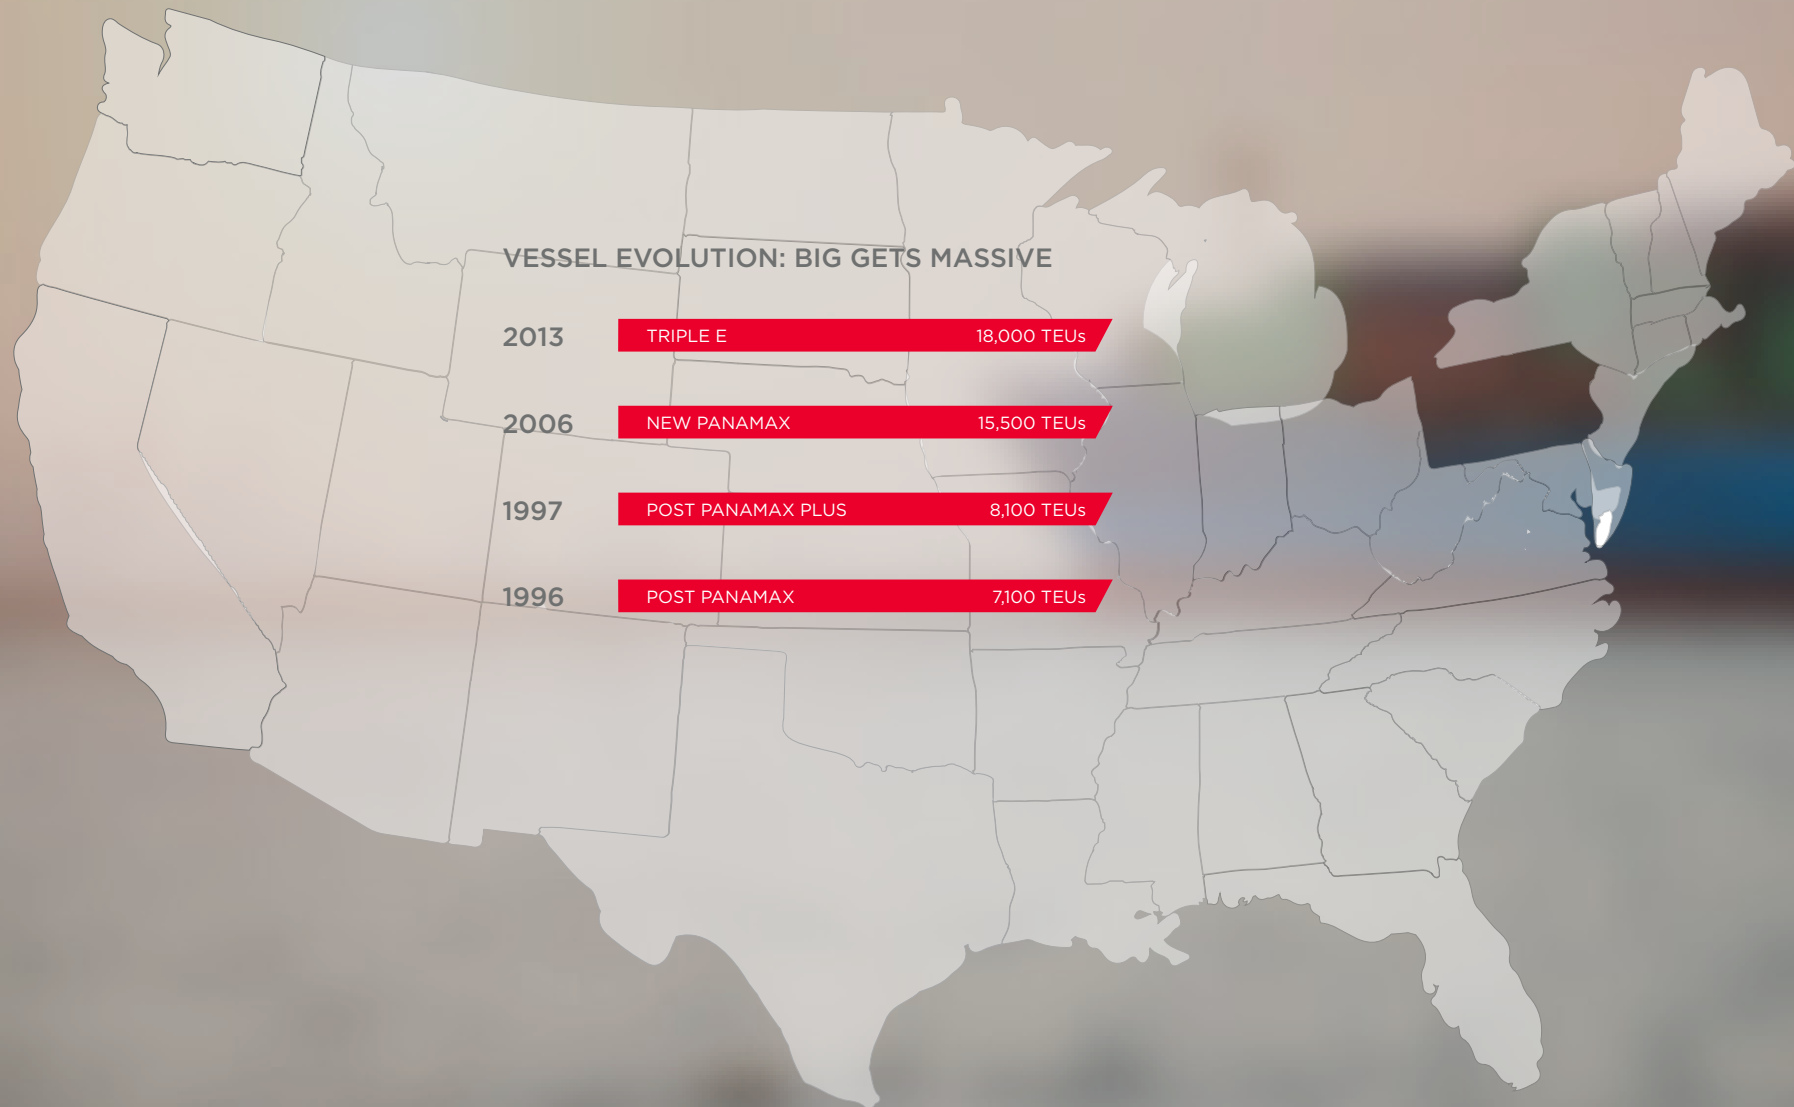 VESSEL EVOLUTION: BIG GETS MASSIVE
2013 TRIPLE E 18,000 TEUs
2006 NEW PANAMAX 15,500 TEUs
1997 POST PANAMAX PLUS 8,100 TEUs
1996 POST PANAMAX 7,100 TEUs